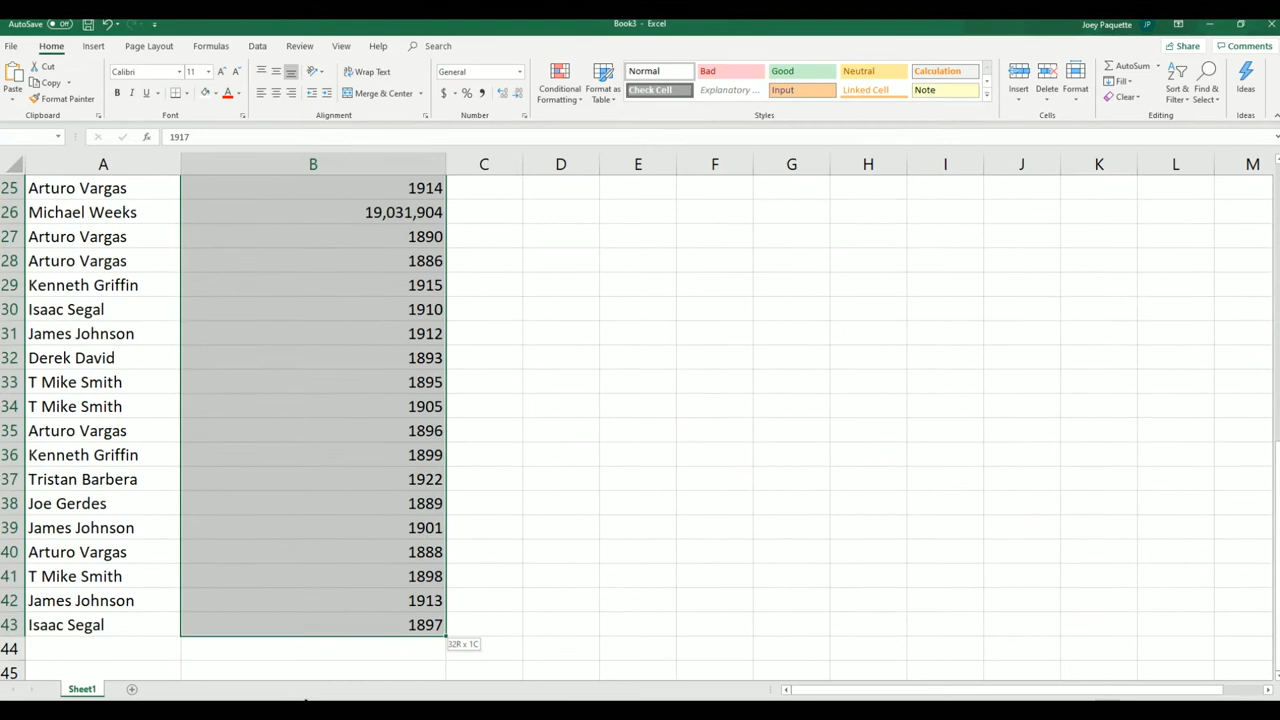 AutoSave Off Book3 - Excel Joey Paquette JP
File Home Insert Page Layout Formulas Data Review View Help Search Share Comments
Paste Cut Copy Format Painter Clipboard
Calibri 11 A A B I U A Font
Wrap Text Merge & Center Alignment
General $ % , Number
Conditional Formatting Format as Table
Normal Bad Good Neutral Calculation
Check Cell Explanatory ... Input Linked Cell Note
Styles
Insert Delete Format Cells
AutoSum Fill Clear Sort & Filter Find & Select Editing
Ideas Ideas
fx 1917
A B C D E F G H I J K L M
25 Arturo Vargas 1914
26 Michael Weeks 19,031,904
27 Arturo Vargas 1890
28 Arturo Vargas 1886
29 Kenneth Griffin 1915
30 Isaac Segal 1910
31 James Johnson 1912
32 Derek David 1893
33 T Mike Smith 1895
34 T Mike Smith 1905
35 Arturo Vargas 1896
36 Kenneth Griffin 1899
37 Tristan Barbera 1922
38 Joe Gerdes 1889
39 James Johnson 1901
40 Arturo Vargas 1888
41 T Mike Smith 1898
42 James Johnson 1913
43 Isaac Segal 1897
44 32R x 1C
45
Sheet1